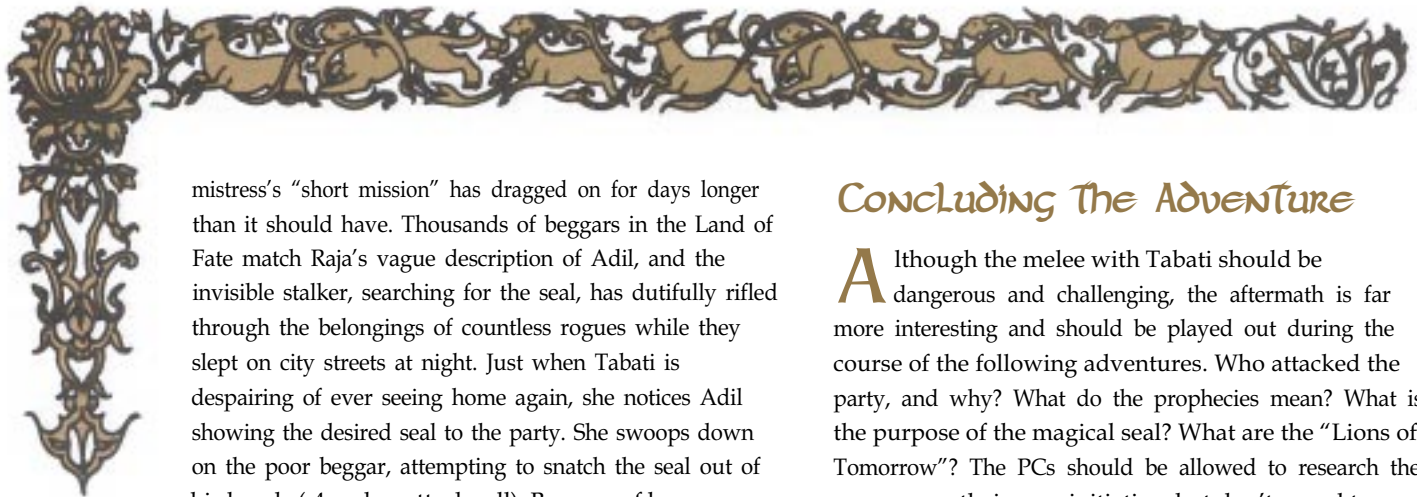 mistress’s “short mission” has dragged on for days longer
than it should have. Thousands of beggars in the Land of
Fate match Raja’s vague description of Adil, and the
invisible stalker, searching for the seal, has dutifully rifled
through the belongings of countless rogues while they
slept on city streets at night. Just when Tabati is
despairing of ever seeing home again, she notices Adil
showing the desired seal to the party. She swoops down
on the poor beggar, attempting to snatch the seal out of
Concluding the Adventure
Although the melee with Tabati should be
dangerous and challenging, the aftermath is far
more interesting and should be played out during the
course of the following adventures. Who attacked the
party, and why? What do the prophecies mean? What is
the purpose of the magical seal? What are the “Lions of
Tomorrow”? The PCs should be allowed to research the